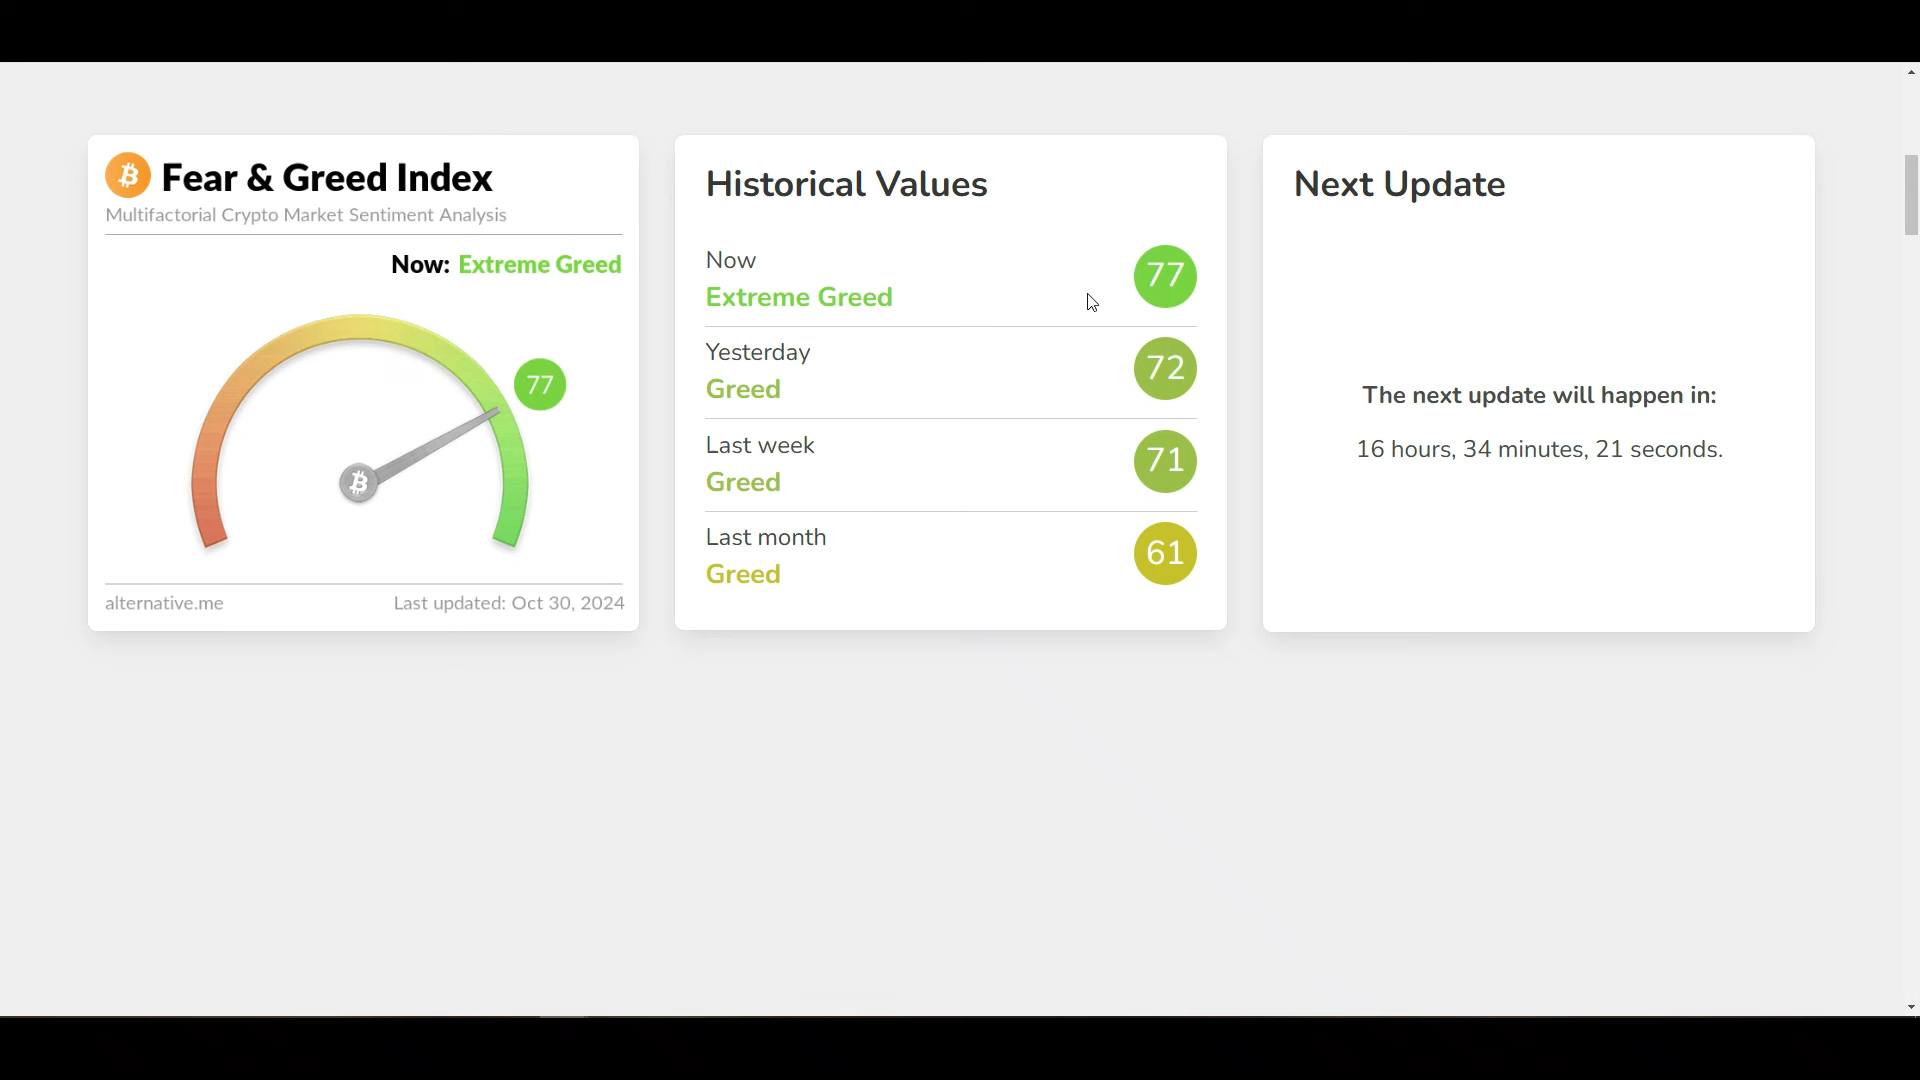 Fear & Greed Index
Multifactorial Crypto Market Sentiment Analysis
Now: Extreme Greed
77
alternative.me
Last updated: Oct 30, 2024
Historical Values
Now
Extreme Greed
77
Yesterday
Greed
72
Last week
Greed
71
Last month
Greed
61
Next Update
The next update will happen in:
16 hours, 34 minutes, 21 seconds.